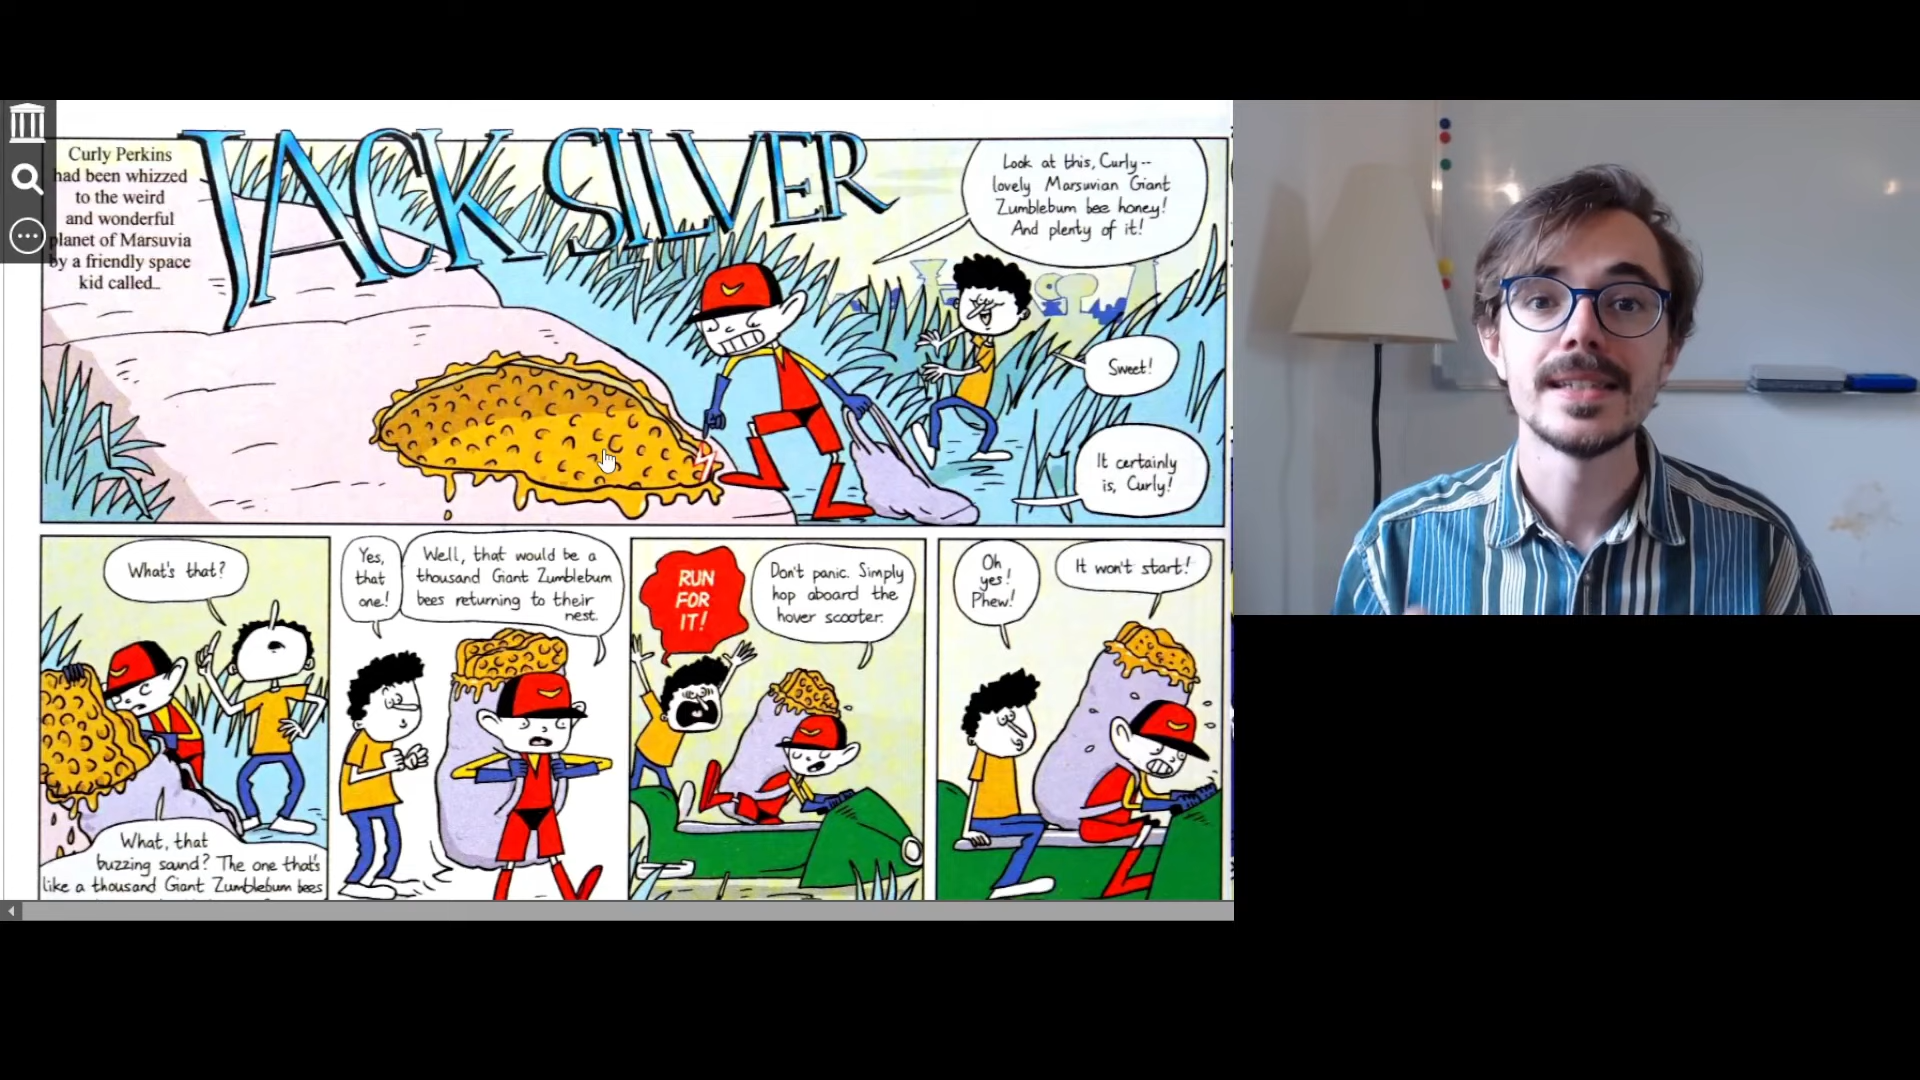 Curly Perkins
had been whizzed
to the weird
and wonderful
planet of Marsuvia
by a friendly space
kid called...
JACK SILVER
Look at this, Curly--
lovely Marsuvian Giant
Zumblebum bee honey!
And plenty of it!
Sweet!
It certainly
is, Curly!
What's that?
What, that
buzzing sound? The one that's
like a thousand Giant Zumblebum bees
Yes,
that
one!
Well, that would be a
thousand Giant Zumblebum
bees returning to their
nest.
RUN
FOR
IT!
Don't panic. Simply
hop aboard the
hover scooter.
Oh
yes!
Phew!
It won't start!